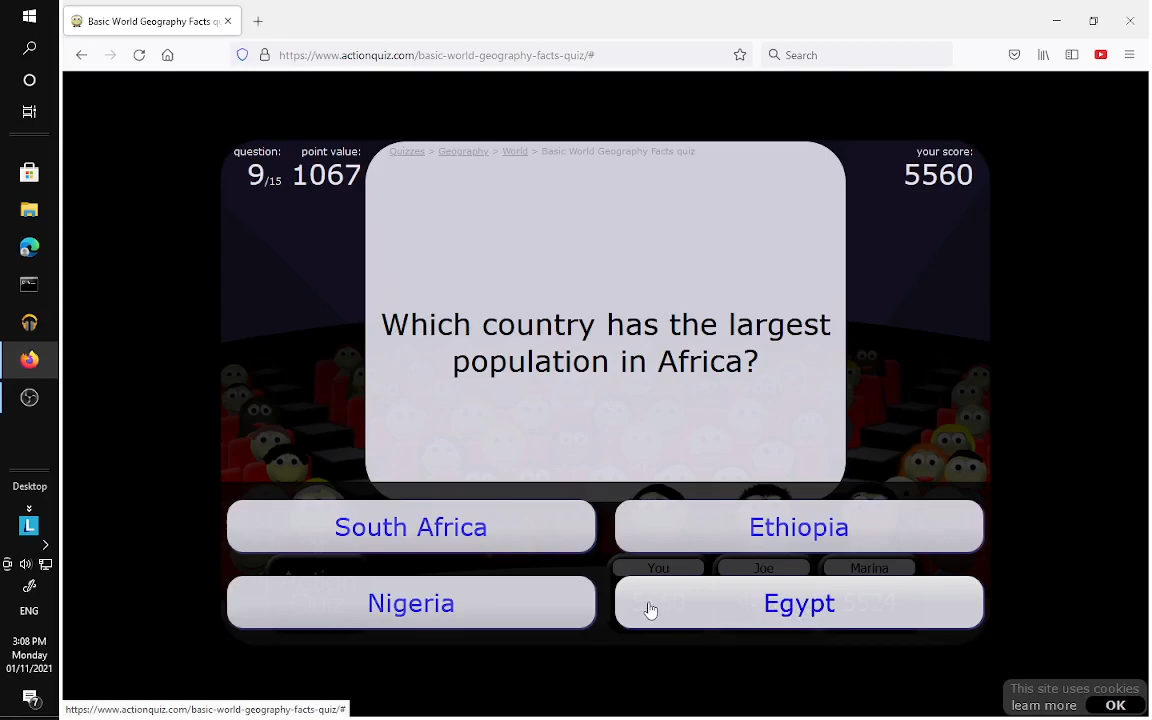 Basic World Geography Facts qu
https://www.actionquiz.com/basic-world-geography-facts-quiz/#
Search
question:
point value:
Quizzes > Geography > World > Basic World Geography Facts quiz
your score:
9/15
1067
5560
Which country has the largest
population in Africa?
South Africa
Ethiopia
You
Joe
Marina
Nigeria
Egypt
Desktop
L
ENG
3:08 PM
Monday
01/11/2021
7
This site uses cookies
learn more
OK
https://www.actionquiz.com/basic-world-geography-facts-quiz/#